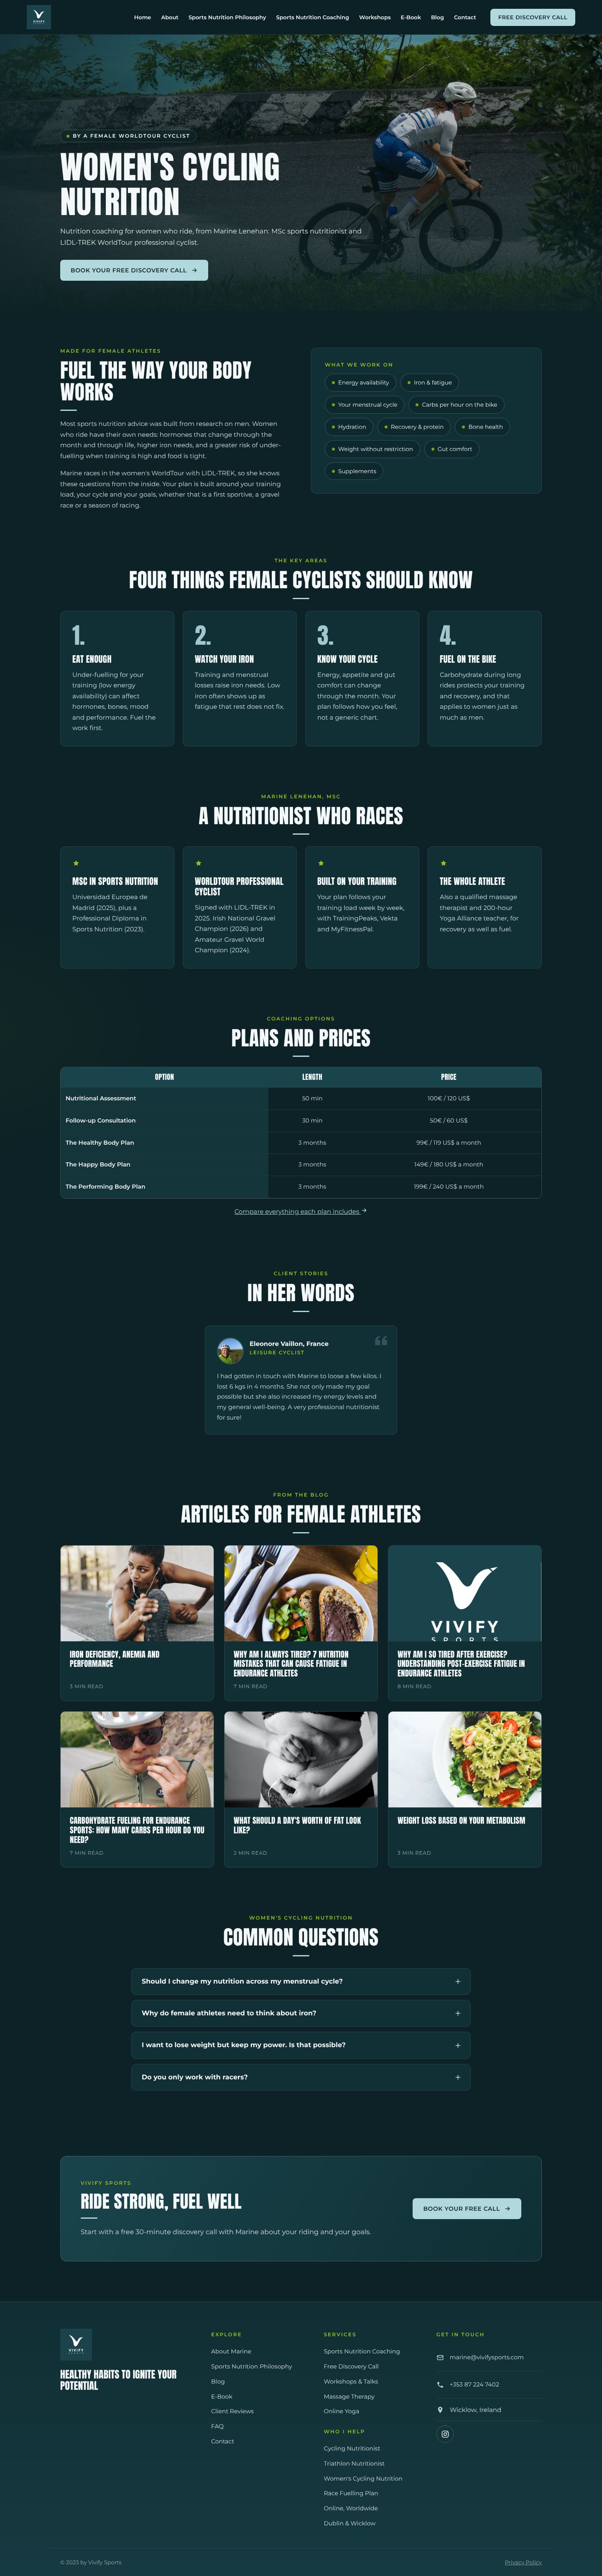 VIVIFY
Home
About
Sports Nutrition Philosophy
Sports Nutrition Coaching
Workshops
E-Book
Blog
Contact
FREE DISCOVERY CALL
BY A FEMALE WORLDTOUR CYCLIST
WOMEN'S CYCLING
NUTRITION
Nutrition coaching for women who ride, from Marine Lenehan: MSc sports nutritionist and
LIDL-TREK WorldTour professional cyclist.
BOOK YOUR FREE DISCOVERY CALL →
MADE FOR FEMALE ATHLETES
FUEL THE WAY YOUR BODY
WORKS
Most sports nutrition advice was built from research on men. Women
who ride have their own needs: hormones that change through the
month and through life, higher iron needs, and a greater risk of under-
fuelling when training is high and food is tight.
Marine races in the women's WorldTour with LIDL-TREK, so she knows
these questions from the inside. Your plan is built around your training
load, your cycle and your goals, whether that is a first sportive, a gravel
race or a season of racing.
WHAT WE WORK ON
Energy availability
Iron & fatigue
Your menstrual cycle
Carbs per hour on the bike
Hydration
Recovery & protein
Bone health
Weight without restriction
Gut comfort
Supplements
THE KEY AREAS
FOUR THINGS FEMALE CYCLISTS SHOULD KNOW
1.
EAT ENOUGH
Under-fuelling for your
training (low energy
availability) can affect
hormones, bones, mood
and performance. Fuel the
work first.
2.
WATCH YOUR IRON
Training and menstrual
losses raise iron needs. Low
iron often shows up as
fatigue that rest does not fix.
3.
KNOW YOUR CYCLE
Energy, appetite and gut
comfort can change
through the month. Your
plan follows how you feel,
not a generic chart.
4.
FUEL ON THE BIKE
Carbohydrate during long
rides protects your training
and recovery, and that
applies to women just as
much as men.
MARINE LENEHAN, MSC
A NUTRITIONIST WHO RACES
MSC IN SPORTS NUTRITION
Universidad Europea de
Madrid (2025), plus a
Professional Diploma in
Sports Nutrition (2023).
WORLDTOUR PROFESSIONAL
CYCLIST
Signed with LIDL-TREK in
2025. Irish National Gravel
Champion (2026) and
Amateur Gravel World
Champion (2024).
BUILT ON YOUR TRAINING
Your plan follows your
training load week by week,
with TrainingPeaks, Vekta
and MyFitnessPal.
THE WHOLE ATHLETE
Also a qualified massage
therapist and 200-hour
Yoga Alliance teacher, for
recovery as well as fuel.
COACHING OPTIONS
PLANS AND PRICES
OPTION LENGTH PRICE
Nutritional Assessment 50 min 100€ / 120 US$
Follow-up Consultation 30 min 50€ / 60 US$
The Healthy Body Plan 3 months 99€ / 119 US$ a month
The Happy Body Plan 3 months 149€ / 180 US$ a month
The Performing Body Plan 3 months 199€ / 240 US$ a month
Compare everything each plan includes →
CLIENT STORIES
IN HER WORDS
Eleonore Vaillon, France
LEISURE CYCLIST
I had gotten in touch with Marine to loose a few kilos. I
lost 6 kgs in 4 months. She not only made my goal
possible but she also increased my energy levels and
my general well-being. A very professional nutritionist
for sure!
FROM THE BLOG
ARTICLES FOR FEMALE ATHLETES
IRON DEFICIENCY, ANEMIA AND
PERFORMANCE
3 MIN READ
WHY AM I ALWAYS TIRED? 7 NUTRITION
MISTAKES THAT CAN CAUSE FATIGUE IN
ENDURANCE ATHLETES
7 MIN READ
VIVIFY
SPORTS
WHY AM I SO TIRED AFTER EXERCISE?
UNDERSTANDING POST-EXERCISE FATIGUE IN
ENDURANCE ATHLETES
8 MIN READ
CARBOHYDRATE FUELING FOR ENDURANCE
SPORTS: HOW MANY CARBS PER HOUR DO YOU
NEED?
7 MIN READ
WHAT SHOULD A DAY'S WORTH OF FAT LOOK
LIKE?
2 MIN READ
WEIGHT LOSS BASED ON YOUR METABOLISM
3 MIN READ
WOMEN'S CYCLING NUTRITION
COMMON QUESTIONS
Should I change my nutrition across my menstrual cycle? +
Why do female athletes need to think about iron? +
I want to lose weight but keep my power. Is that possible? +
Do you only work with racers? +
VIVIFY SPORTS
RIDE STRONG, FUEL WELL
Start with a free 30-minute discovery call with Marine about your riding and your goals.
BOOK YOUR FREE CALL →
VIVIFY
HEALTHY HABITS TO IGNITE YOUR
POTENTIAL
EXPLORE
About Marine
Sports Nutrition Philosophy
Blog
E-Book
Client Reviews
FAQ
Contact
SERVICES
Sports Nutrition Coaching
Free Discovery Call
Workshops & Talks
Massage Therapy
Online Yoga
WHO I HELP
Cycling Nutritionist
Triathlon Nutritionist
Women's Cycling Nutrition
Race Fuelling Plan
Online, Worldwide
Dublin & Wicklow
GET IN TOUCH
marine@vivifysports.com
+353 87 224 7402
Wicklow, Ireland
© 2023 by Vivify Sports
Privacy Policy